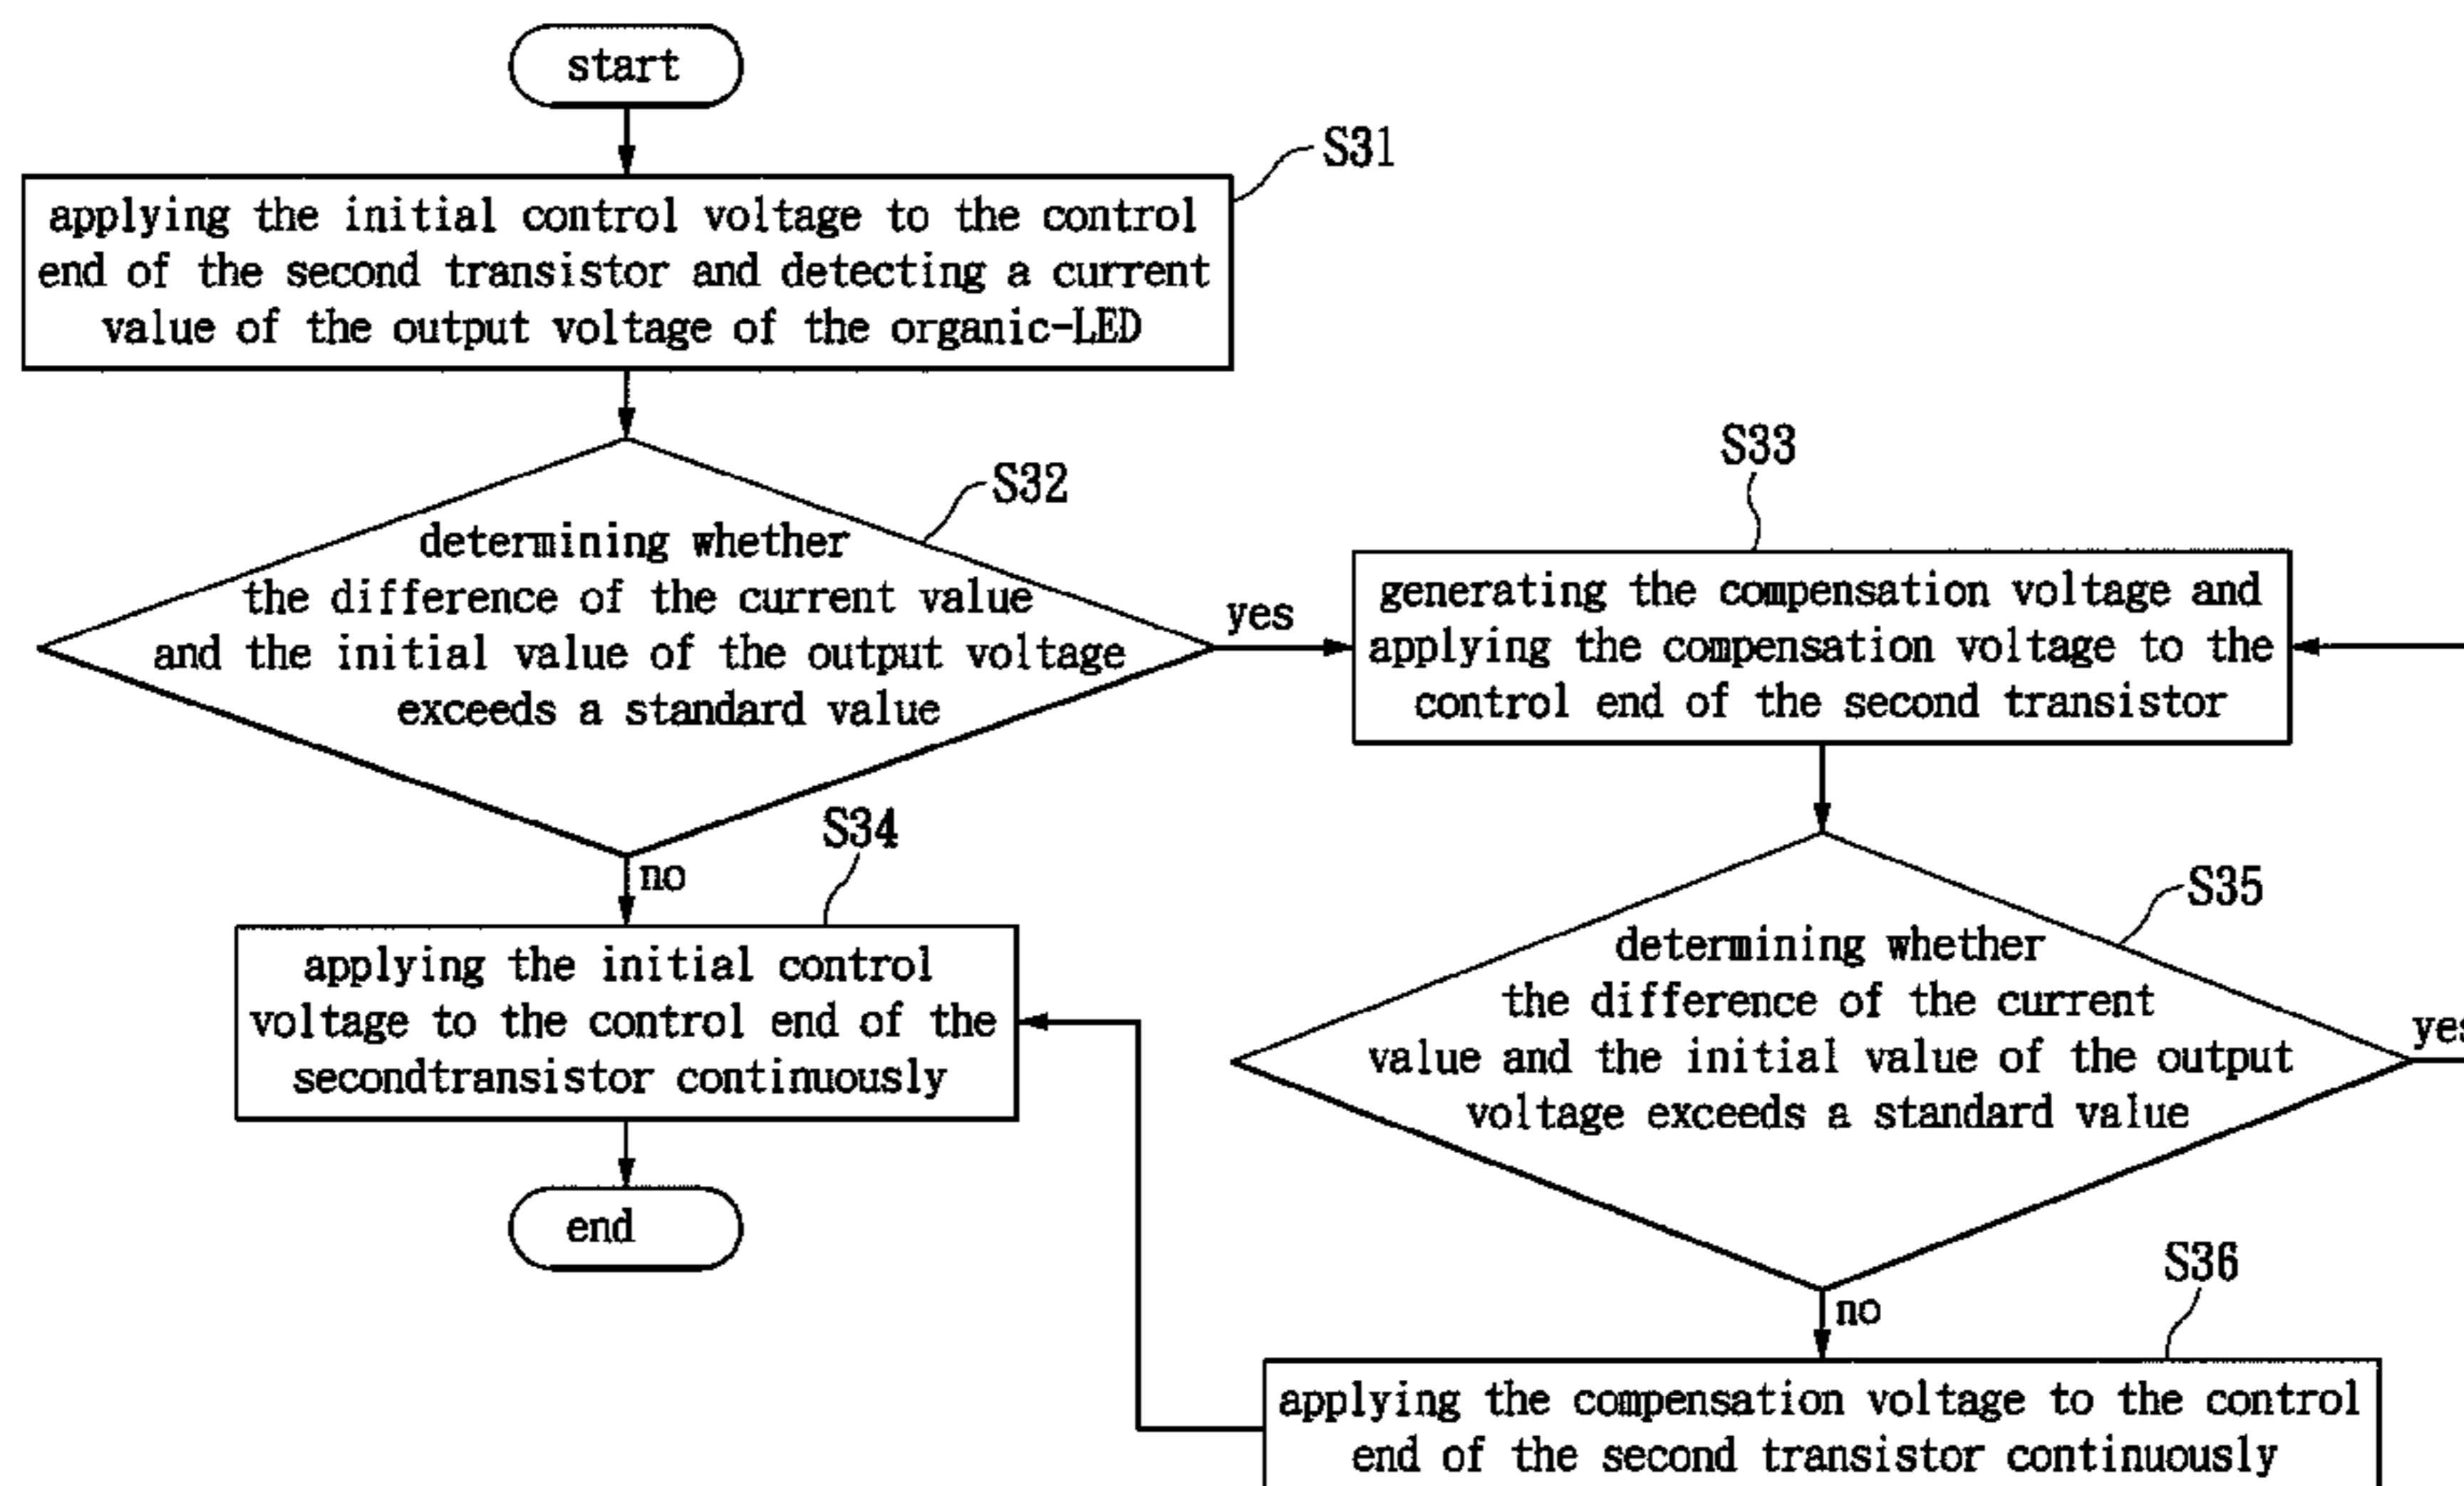 start
S31
applying the initial control voltage to the control
end of the second transistor and detecting a current
value of the output voltage of the organic-LED
S32
determining whether
the difference of the current value
and the initial value of the output voltage
exceeds a standard value
yes
no
S33
generating the compensation voltage and
applying the compensation voltage to the
control end of the second transistor
S34
applying the initial control
voltage to the control end of the
secondtransistor continuously
end
S35
determining whether
the difference of the current
value and the initial value of the output
voltage exceeds a standard value
yes
no
S36
applying the compensation voltage to the control
end of the second transistor continuously